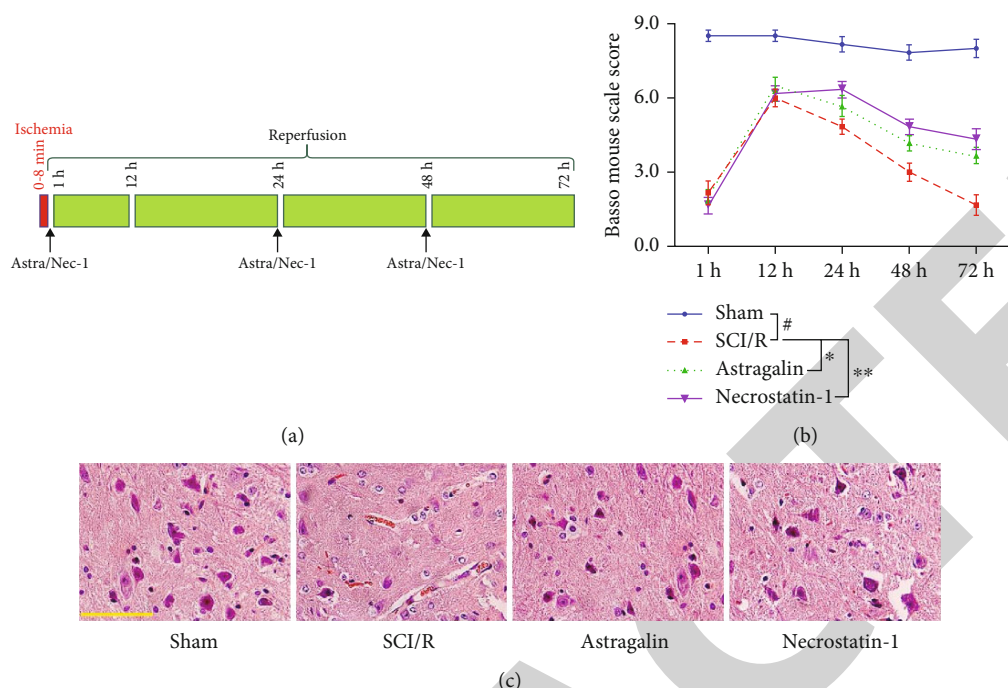 Ischemia
0-8 min
Reperfusion
1 h
12 h
24 h
48 h
72 h
Astra/Nec-1
Astra/Nec-1
Astra/Nec-1
(a)
Basso mouse scale score
9.0
6.0
3.0
0.0
1 h
12 h
24 h
48 h
72 h
Sham
SCI/R
Astragalin
Necrostatin-1
#
*
**
(b)
Sham
SCI/R
Astragalin
Necrostatin-1
(c)